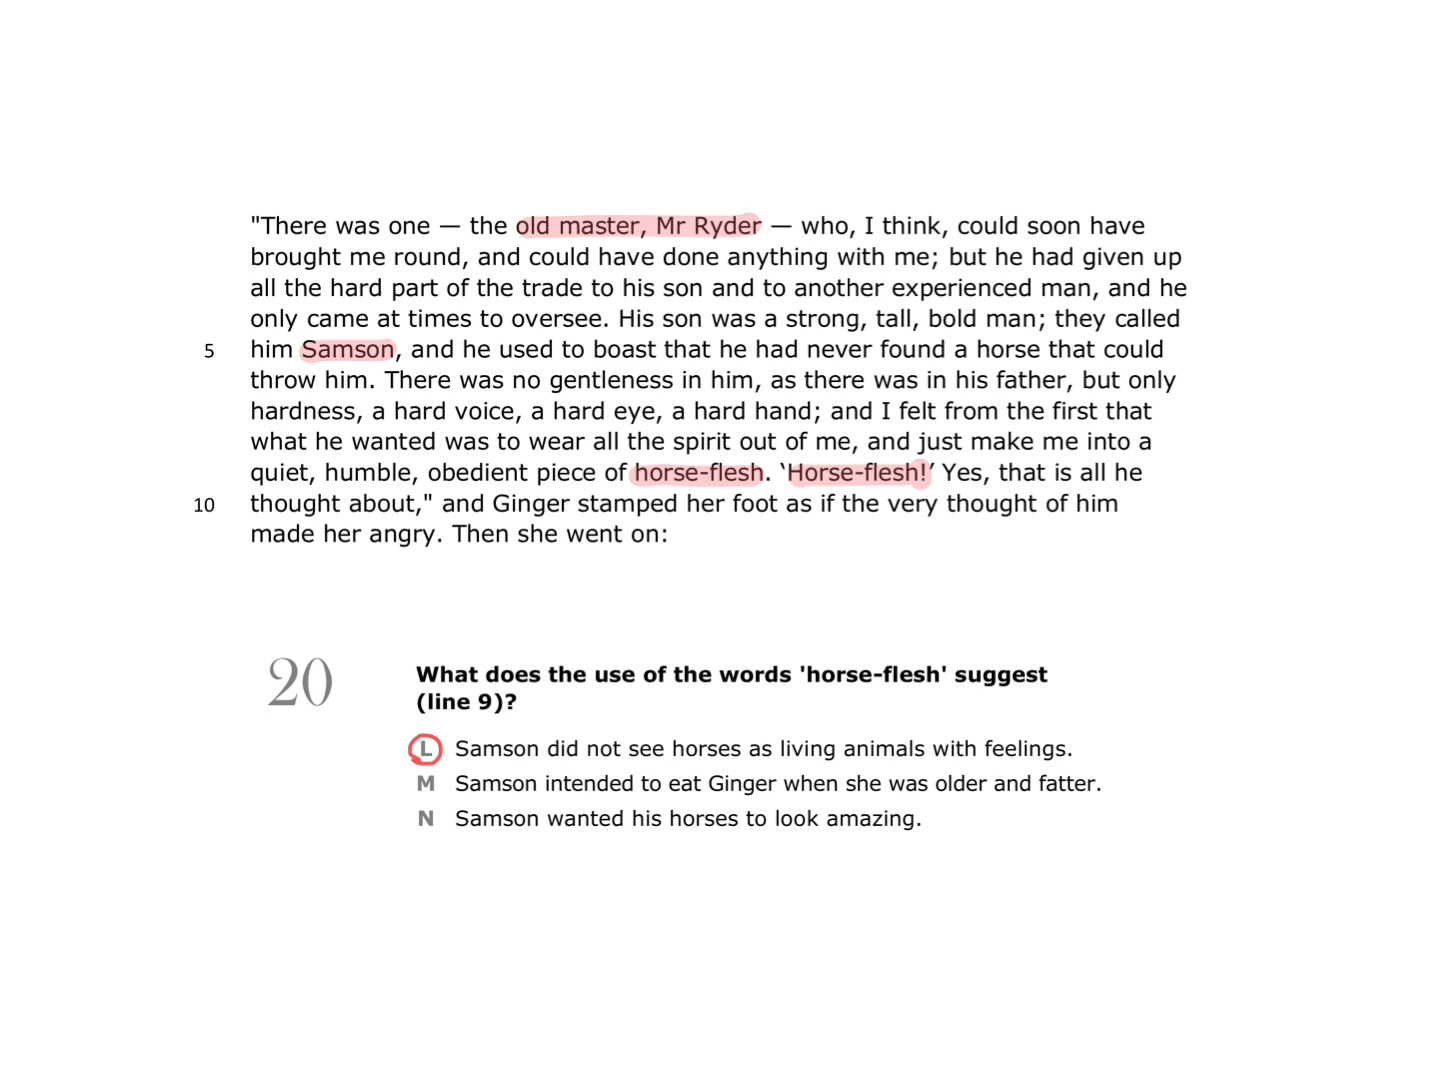 "There was one — the old master, Mr Ryder — who, I think, could soon have
brought me round, and could have done anything with me; but he had given up
all the hard part of the trade to his son and to another experienced man, and he
only came at times to oversee. His son was a strong, tall, bold man; they called
5 him Samson, and he used to boast that he had never found a horse that could
throw him. There was no gentleness in him, as there was in his father, but only
hardness, a hard voice, a hard eye, a hard hand; and I felt from the first that
what he wanted was to wear all the spirit out of me, and just make me into a
quiet, humble, obedient piece of horse-flesh. ‘Horse-flesh!’ Yes, that is all he
10 thought about," and Ginger stamped her foot as if the very thought of him
made her angry. Then she went on:
20 What does the use of the words 'horse-flesh' suggest
(line 9)?
L Samson did not see horses as living animals with feelings.
M Samson intended to eat Ginger when she was older and fatter.
N Samson wanted his horses to look amazing.